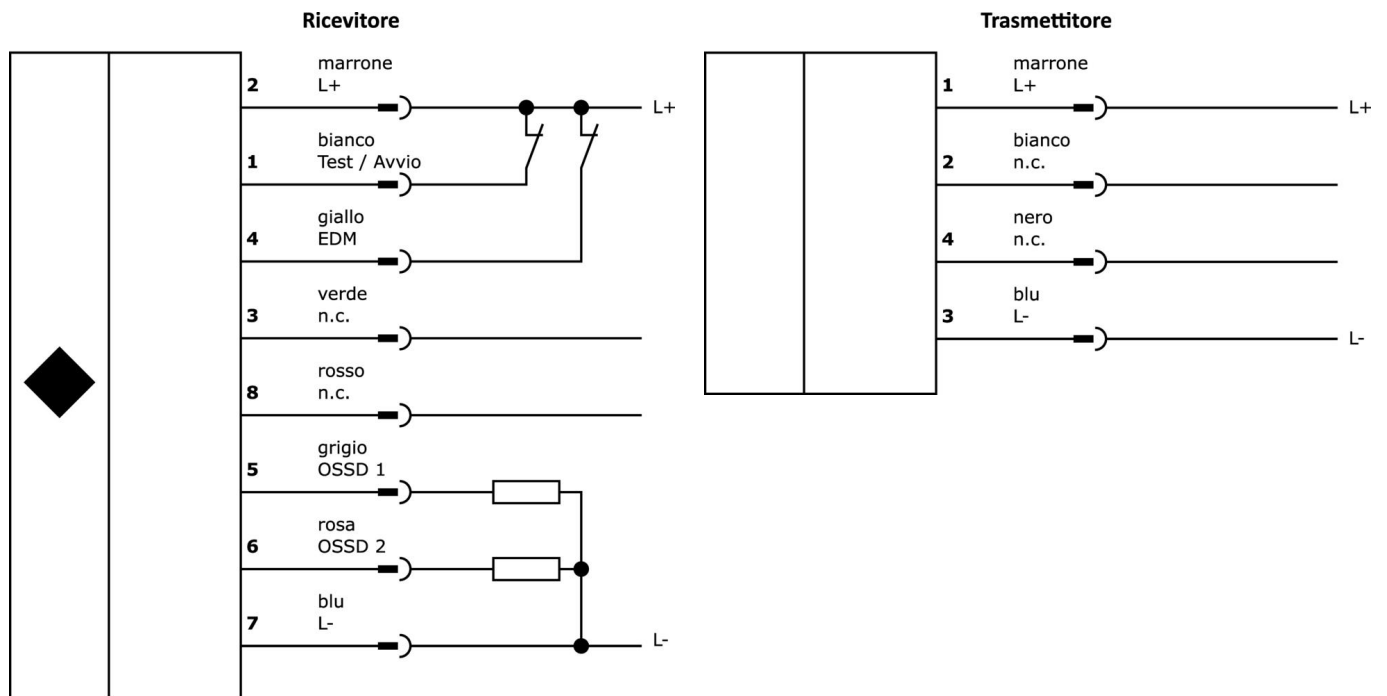 Ricevitore
2
marrone
L+
L+
1
bianco
Test / Avvio
4
giallo
EDM
3
verde
n.c.
8
rosso
n.c.
5
grigio
OSSD 1
6
rosa
OSSD 2
7
blu
L-
L-
Trasmettitore
1
marrone
L+
L+
2
bianco
n.c.
4
nero
n.c.
3
blu
L-
L-